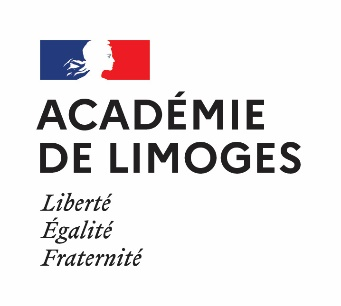 ACADÉMIE
DE LIMOGES
Liberté
Égalité
Fraternité